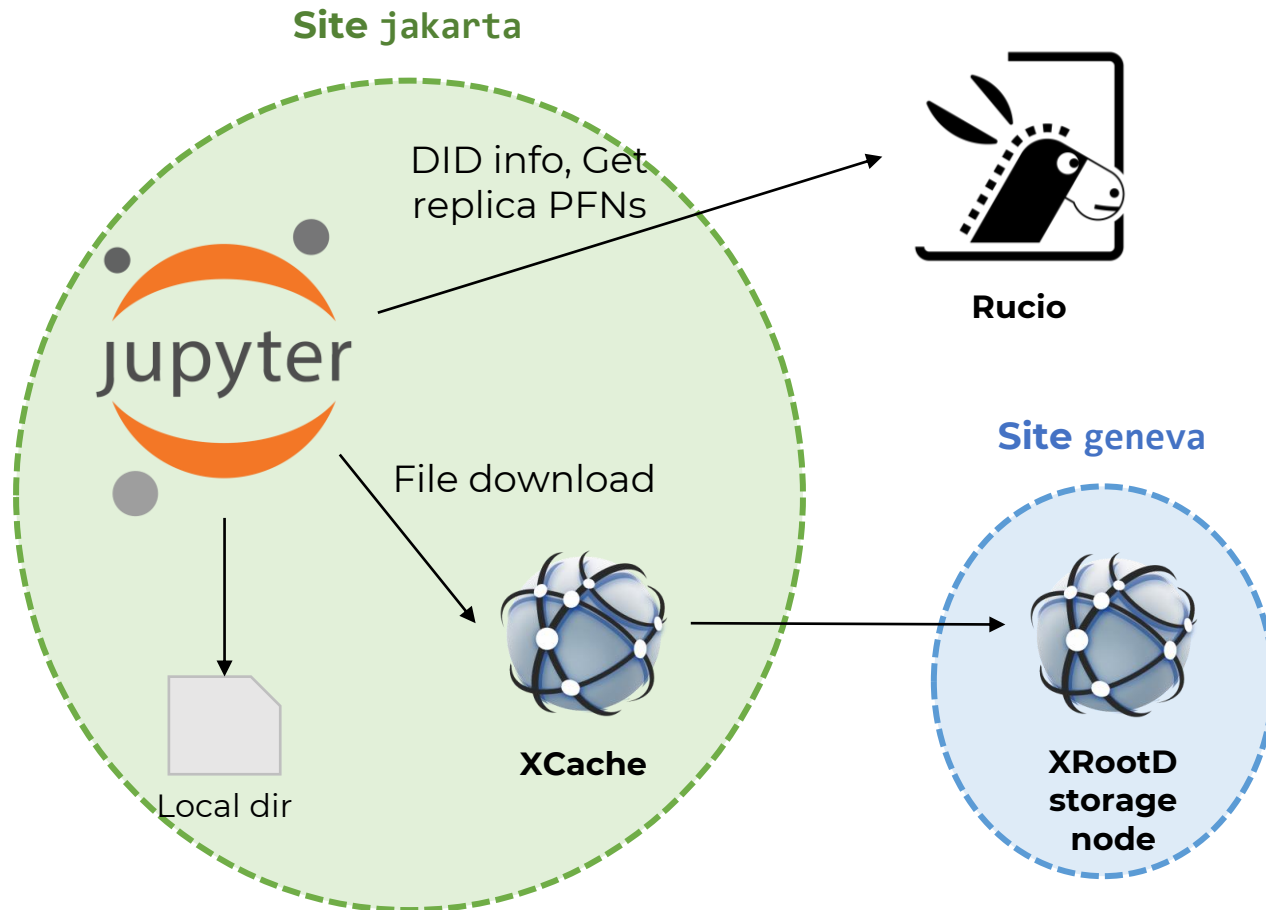 Site jakarta
DID info, Get
replica PFNs
jupyter
Rucio
Site geneva
File download
XCache
XRootD
storage
node
Local dir